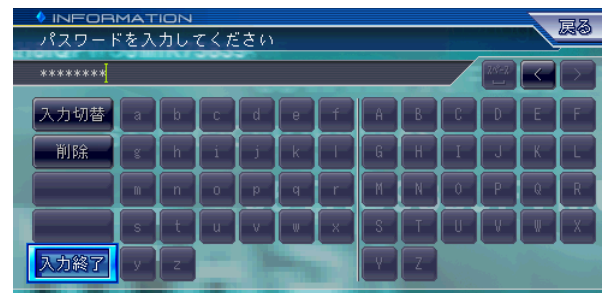 INFORMATION
戻る
パスワードを入力してください
********
スペース < >
入力切替 a b c d e f A B C D E F
削除 g h i j k l G H I J K L
m n o p q r M N O P Q R
s t u v w x S T U V W X
入力終了 y z Y Z